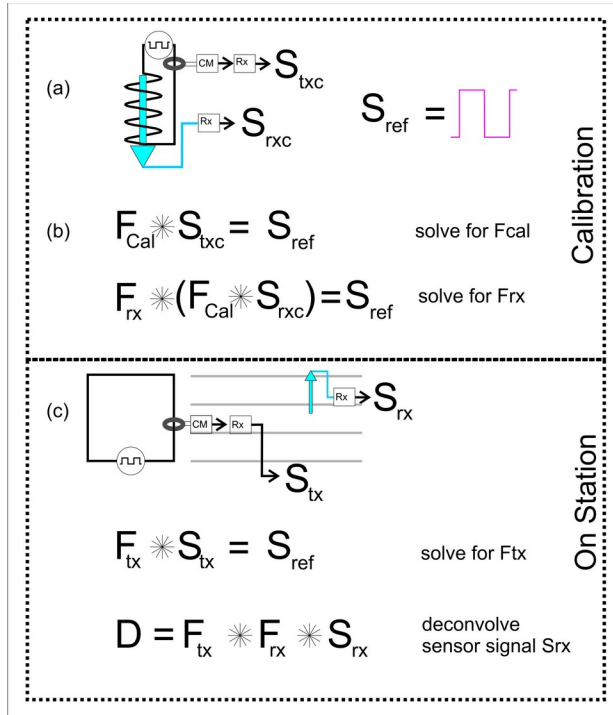 (a)
CM
Rx
S_txc
Rx
S_rxc
S_ref =
Calibration
(b)
F_Cal * S_txc = S_ref
solve for Fcal
F_rx * (F_Cal * S_rxc) = S_ref
solve for Frx
(c)
Rx
S_rx
CM
Rx
S_tx
On Station
F_tx * S_tx = S_ref
solve for Ftx
D = F_tx * F_rx * S_rx
deconvolve
sensor signal Srx